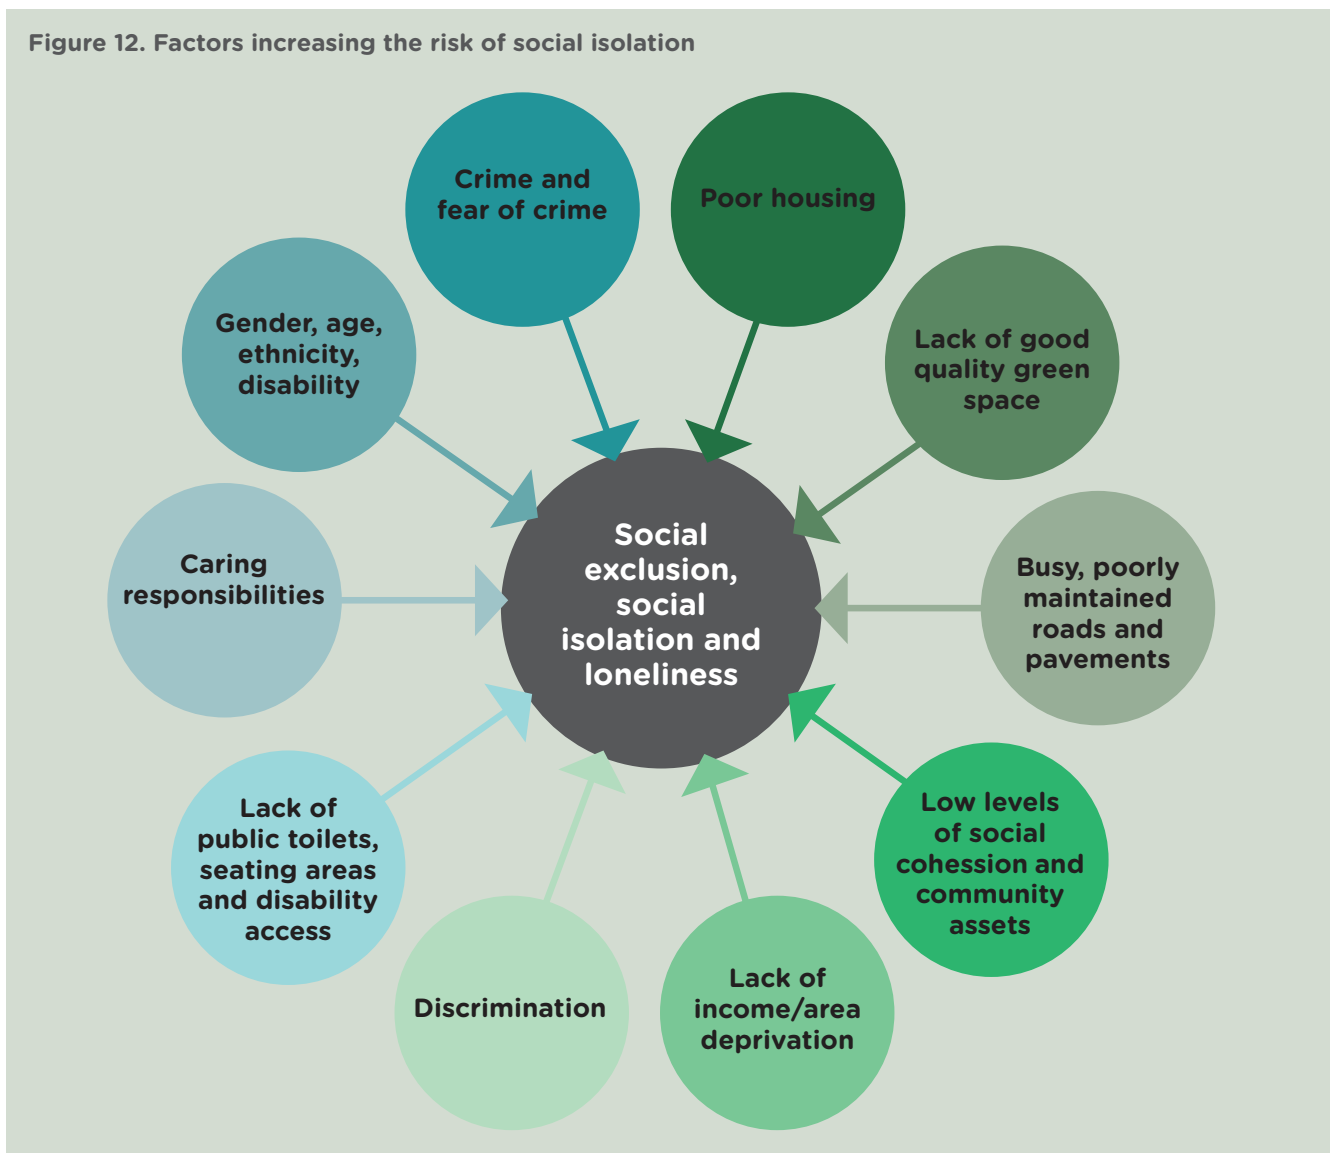 Figure 12. Factors increasing the risk of social isolation
Crime and
fear of crime
Poor housing
Gender, age,
ethnicity,
disability
Lack of good
quality green
space
Caring
responsibilities
Social
exclusion,
social
isolation and
loneliness
Busy, poorly
maintained
roads and
pavements
Lack of
public toilets,
seating areas
and disability
access
Low levels
of social
cohession and
community
assets
Discrimination
Lack of
income/area
deprivation